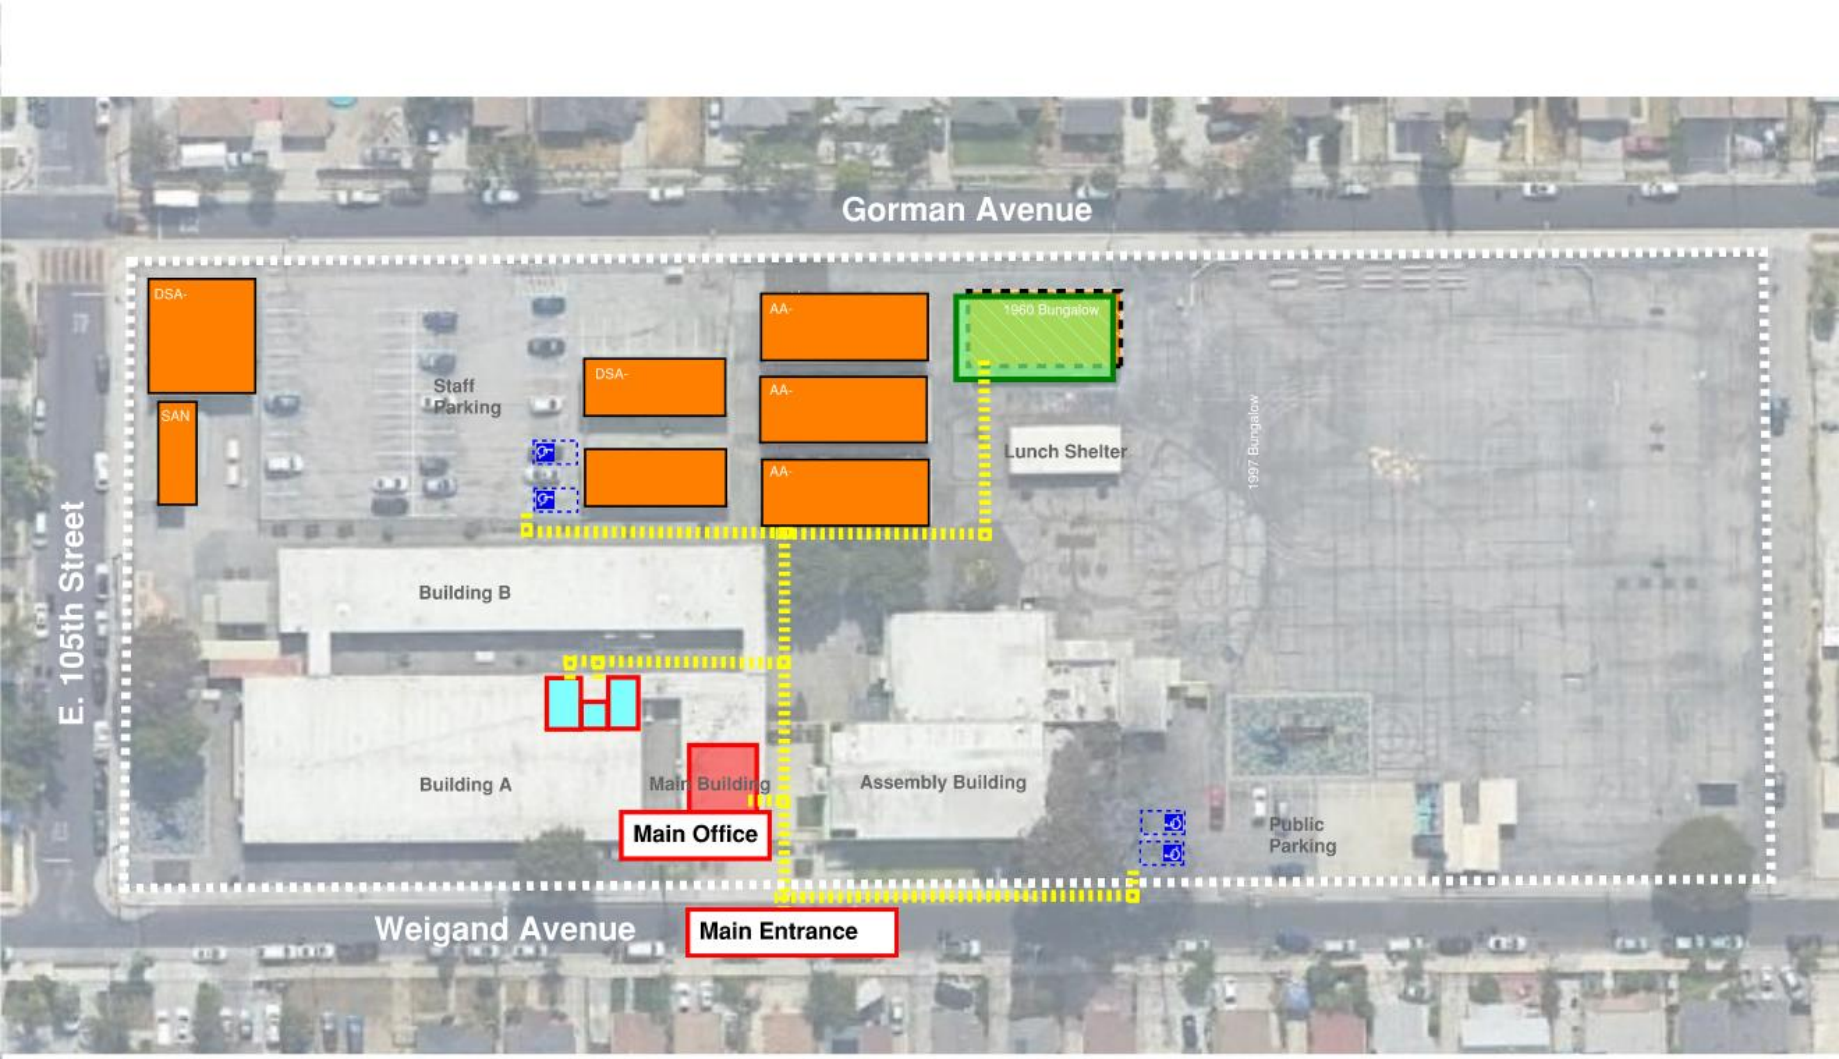 Gorman Avenue
DSA-
AA-
1960 Bungalow
DSA-
Staff
Parking
AA-
SAN
Lunch Shelter
1997 Bungalow
AA-
E. 105th Street
Building B
Building A
Main Building
Assembly Building
Main Office
Public
Parking
Weigand Avenue
Main Entrance